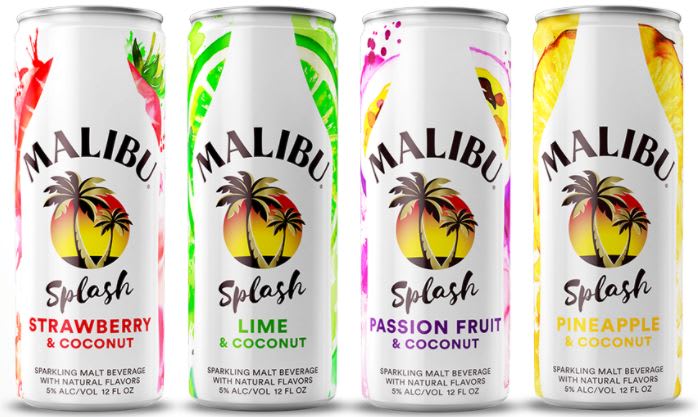 MALIBU
Splash
STRAWBERRY
& COCONUT
SPARKLING MALT BEVERAGE
WITH NATURAL FLAVORS
5% ALC/VOL 12 FL OZ
MALIBU
Splash
LIME
& COCONUT
SPARKLING MALT BEVERAGE
WITH NATURAL FLAVORS
5% ALC/VOL 12 FL OZ
MALIBU
Splash
PASSION FRUIT
& COCONUT
SPARKLING MALT BEVERAGE
WITH NATURAL FLAVORS
5% ALC/VOL 12 FL OZ
MALIBU
Splash
PINEAPPLE
& COCONUT
SPARKLING MALT BEVERAGE
WITH NATURAL FLAVORS
5% ALC/VOL 12 FL OZ